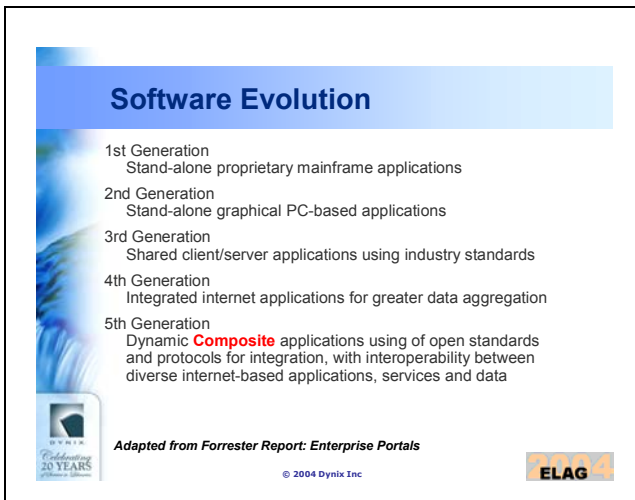 Software Evolution
1st Generation
Stand-alone proprietary mainframe applications
2nd Generation
Stand-alone graphical PC-based applications
3rd Generation
Shared client/server applications using industry standards
4th Generation
Integrated internet applications for greater data aggregation
5th Generation
Dynamic Composite applications using of open standards
and protocols for integration, with interoperability between
diverse internet-based applications, services and data
DYNIX
Celebrating
20 YEARS
Adapted from Forrester Report: Enterprise Portals
© 2004 Dynix Inc
2004
ELAG